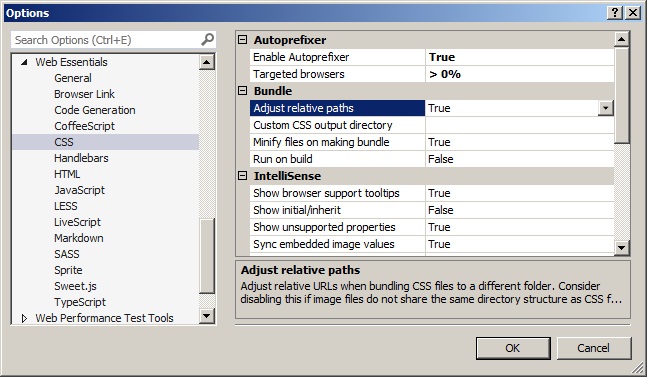 Options
Search Options (Ctrl+E)
Web Essentials
General
Browser Link
Code Generation
CoffeeScript
CSS
Handlebars
HTML
JavaScript
LESS
LiveScript
Markdown
SASS
Sprite
Sweet.js
TypeScript
Web Performance Test Tools
Autoprefixer
Enable Autoprefixer True
Targeted browsers > 0%
Bundle
Adjust relative paths True
Custom CSS output directory
Minify files on making bundle True
Run on build False
IntelliSense
Show browser support tooltips True
Show initial/inherit False
Show unsupported properties True
Sync embedded image values True
Adjust relative paths
Adjust relative URLs when bundling CSS files to a different folder. Consider
disabling this if image files do not share the same directory structure as CSS f...
OK Cancel